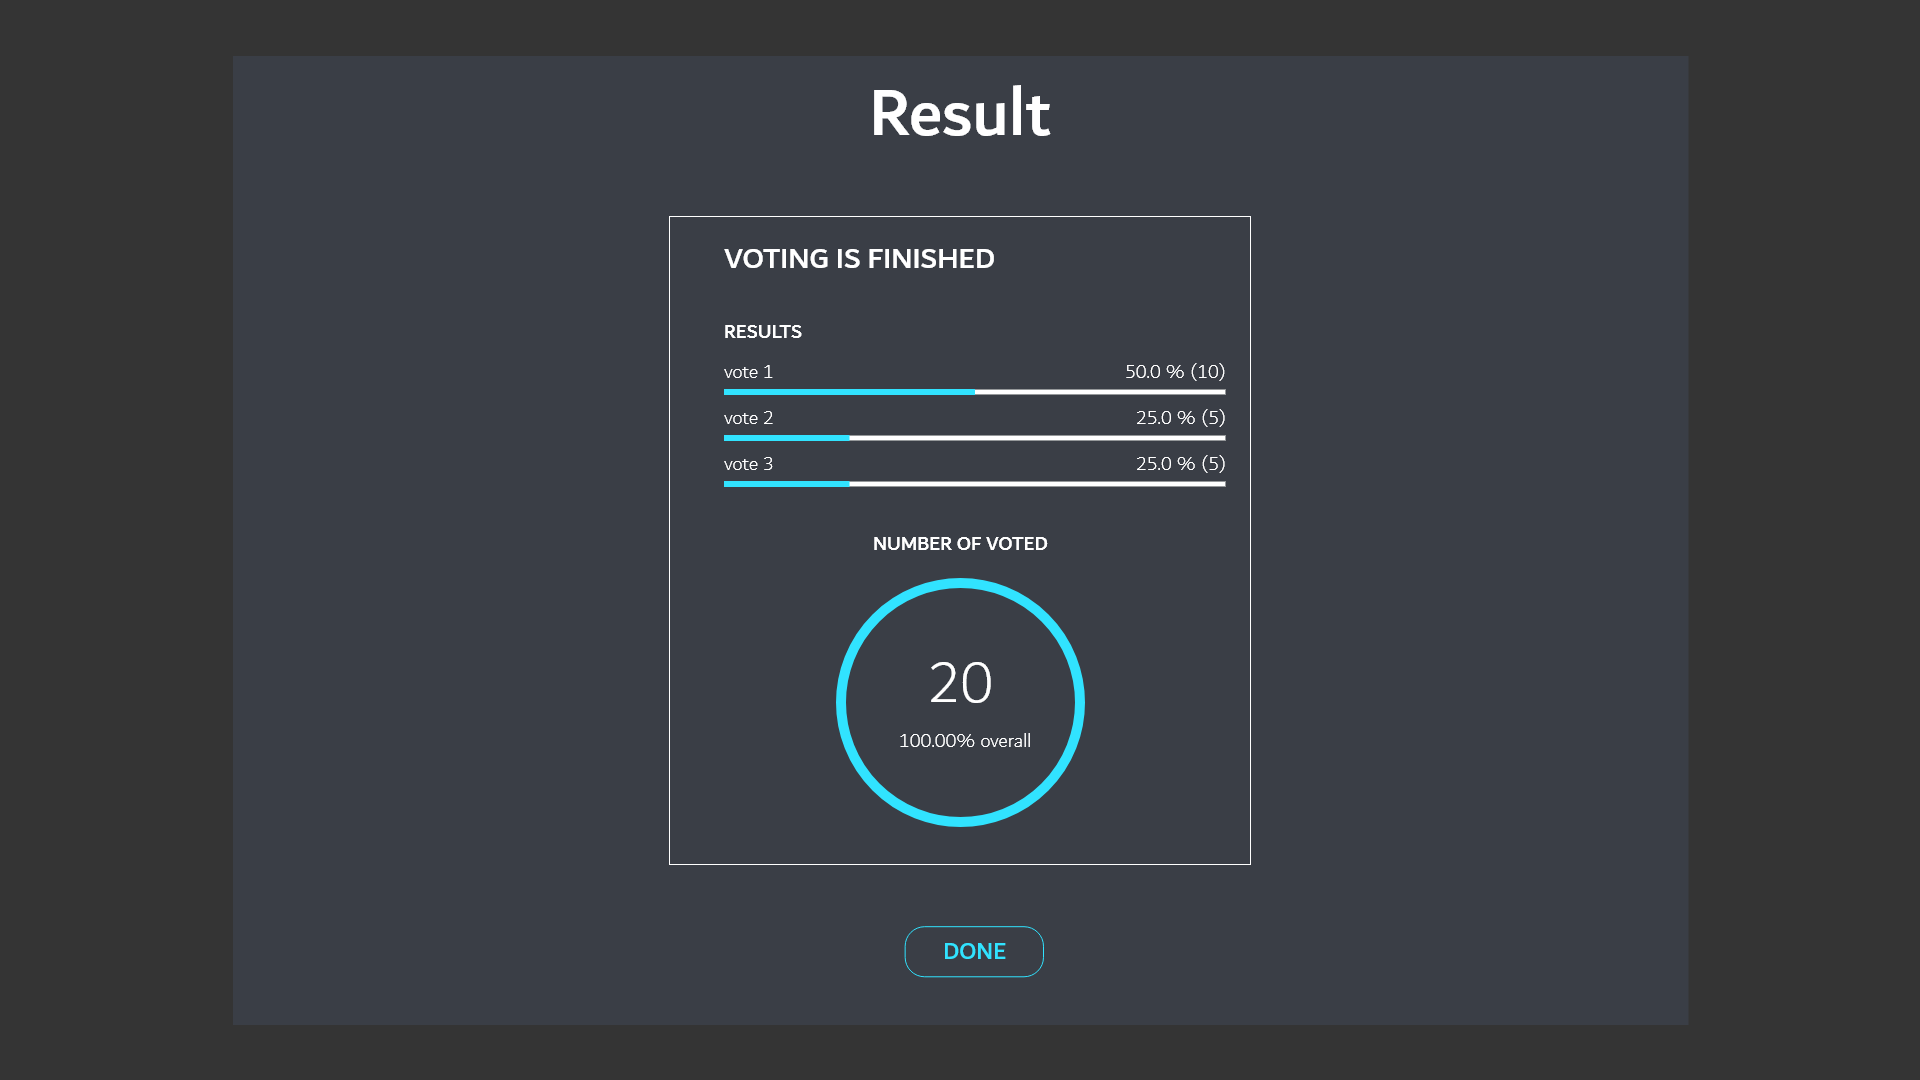 Result
VOTING IS FINISHED
RESULTS
vote 1 50.0 % (10)
vote 2 25.0 % (5)
vote 3 25.0 % (5)
NUMBER OF VOTED
20
100.00% overall
DONE